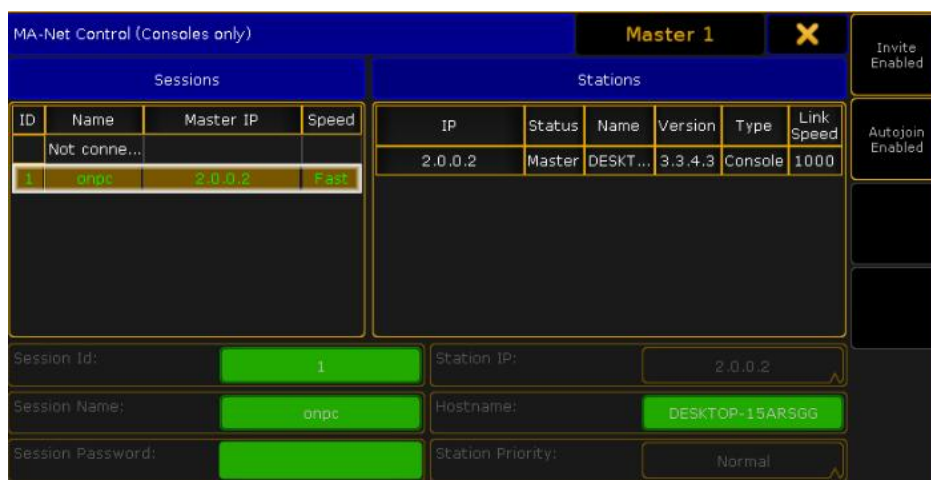 MA-Net Control (Consoles only)
Master 1
Invite
Enabled
Sessions
Stations
ID Name Master IP Speed
Not conne...
1 onpc 2.0.0.2 Fast
IP Status Name Version Type Link Speed
2.0.0.2 Master DESKT... 3.3.4.3 Console 1000
Autojoin
Enabled
Session Id: 1
Station IP: 2.0.0.2
Session Name: onpc
Hostname: DESKTOP-15ARSGG
Session Password:
Station Priority: Normal